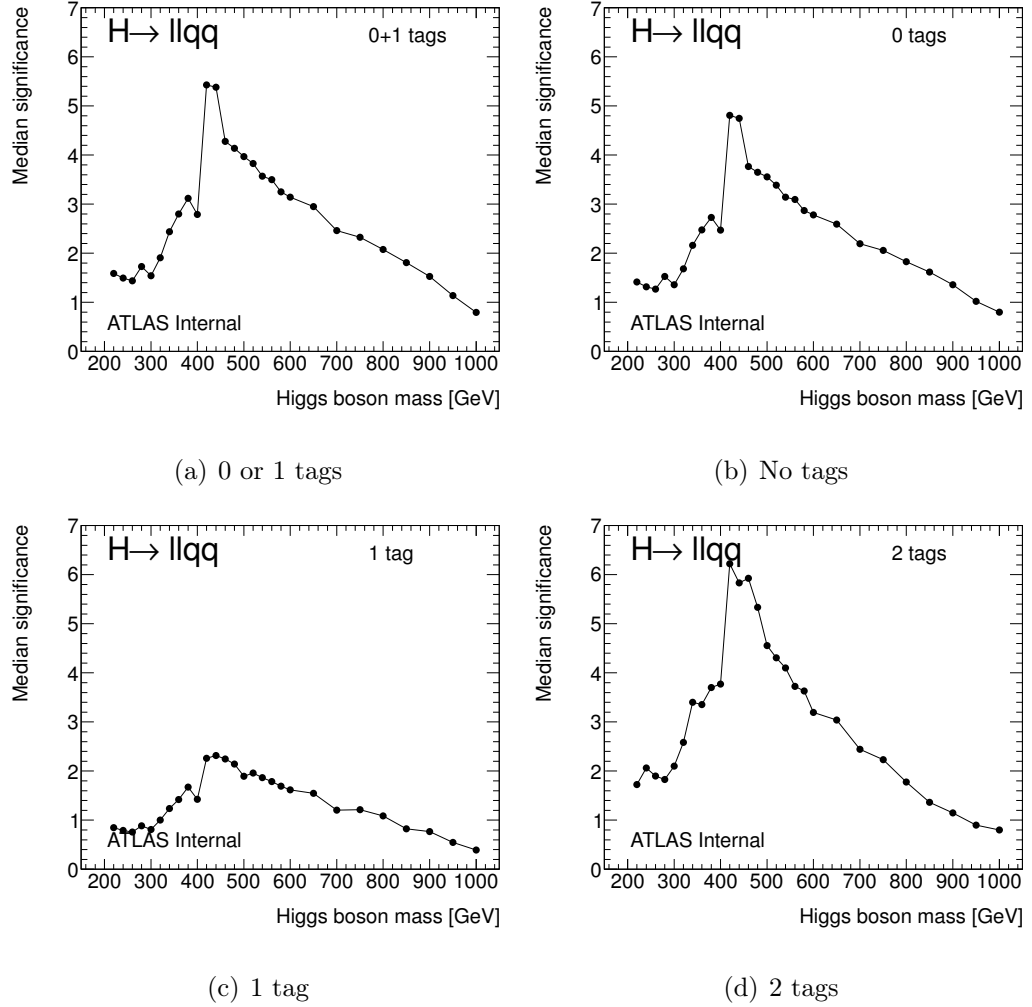 Median significance
7
6
5
4
3
2
1
0
H→ llqq
0+1 tags
ATLAS Internal
200 300 400 500 600 700 800 900 1000
Higgs boson mass [GeV]
(a) 0 or 1 tags
Median significance
7
6
5
4
3
2
1
0
H→ llqq
0 tags
ATLAS Internal
200 300 400 500 600 700 800 900 1000
Higgs boson mass [GeV]
(b) No tags
Median significance
7
6
5
4
3
2
1
0
H→ llqq
1 tag
ATLAS Internal
200 300 400 500 600 700 800 900 1000
Higgs boson mass [GeV]
(c) 1 tag
Median significance
7
6
5
4
3
2
1
0
H→ llqq
2 tags
ATLAS Internal
200 300 400 500 600 700 800 900 1000
Higgs boson mass [GeV]
(d) 2 tags